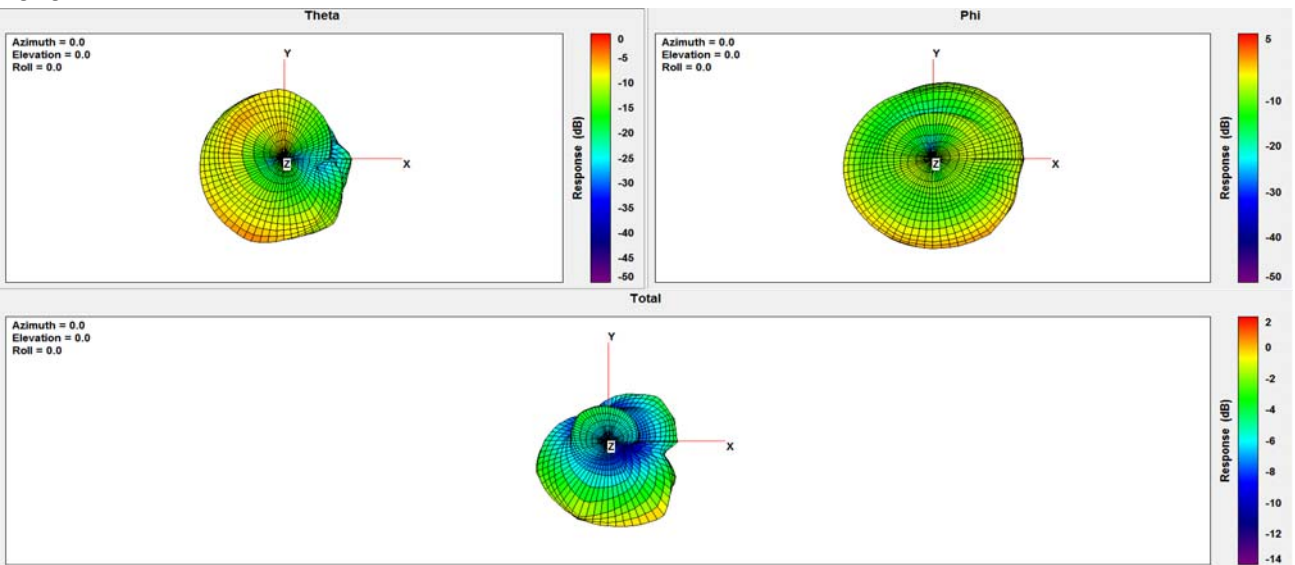 Theta
Azimuth = 0.0
Elevation = 0.0
Roll = 0.0
Y
X
Z
0
-5
-10
-15
-20
-25
-30
-35
-40
-45
-50
Response (dB)
Phi
Azimuth = 0.0
Elevation = 0.0
Roll = 0.0
Y
X
Z
5
-10
-20
-30
-40
-50
Response (dB)
Total
Azimuth = 0.0
Elevation = 0.0
Roll = 0.0
Y
X
Z
2
0
-2
-4
-6
-8
-10
-12
-14
Response (dB)